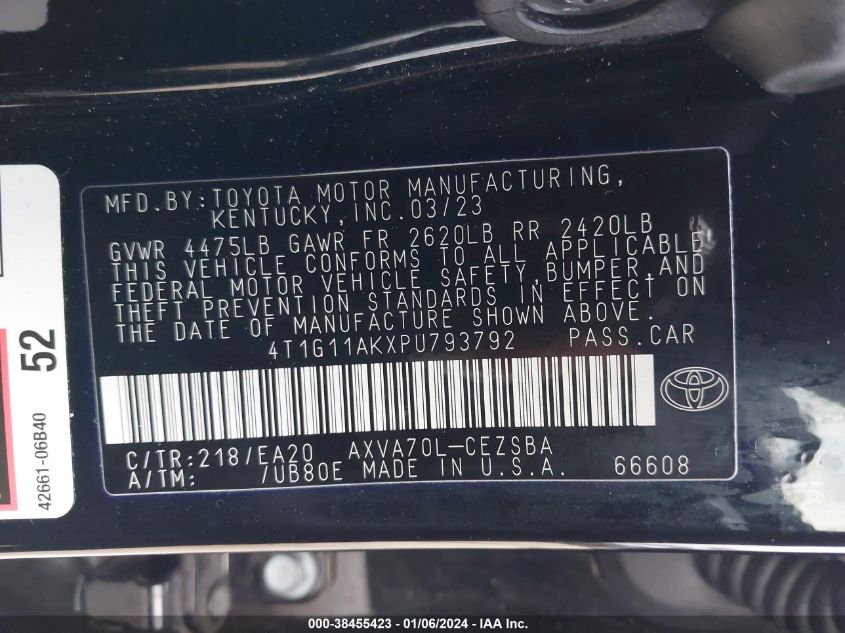 MFD.BY:TOYOTA MOTOR MANUFACTURING,
KENTUCKY,INC.03/23
GVWR 4475LB GAWR FR 2620LB RR 2420LB
THIS VEHICLE CONFORMS TO ALL APPLICABLE
FEDERAL MOTOR VEHICLE SAFETY,BUMPER,AND
THEFT PREVENTION STANDARDS IN EFFECT ON
THE DATE OF MANUFACTURE SHOWN ABOVE.
4T1G11AKXPU793792 PASS.CAR
C/TR:218/EA20 AXVA70L-CEZSBA
A/TM: /UB80E MADE IN U.S.A. 66608
52
42661-06B40
000-38455423 - 01/06/2024 - © IAA, Inc.